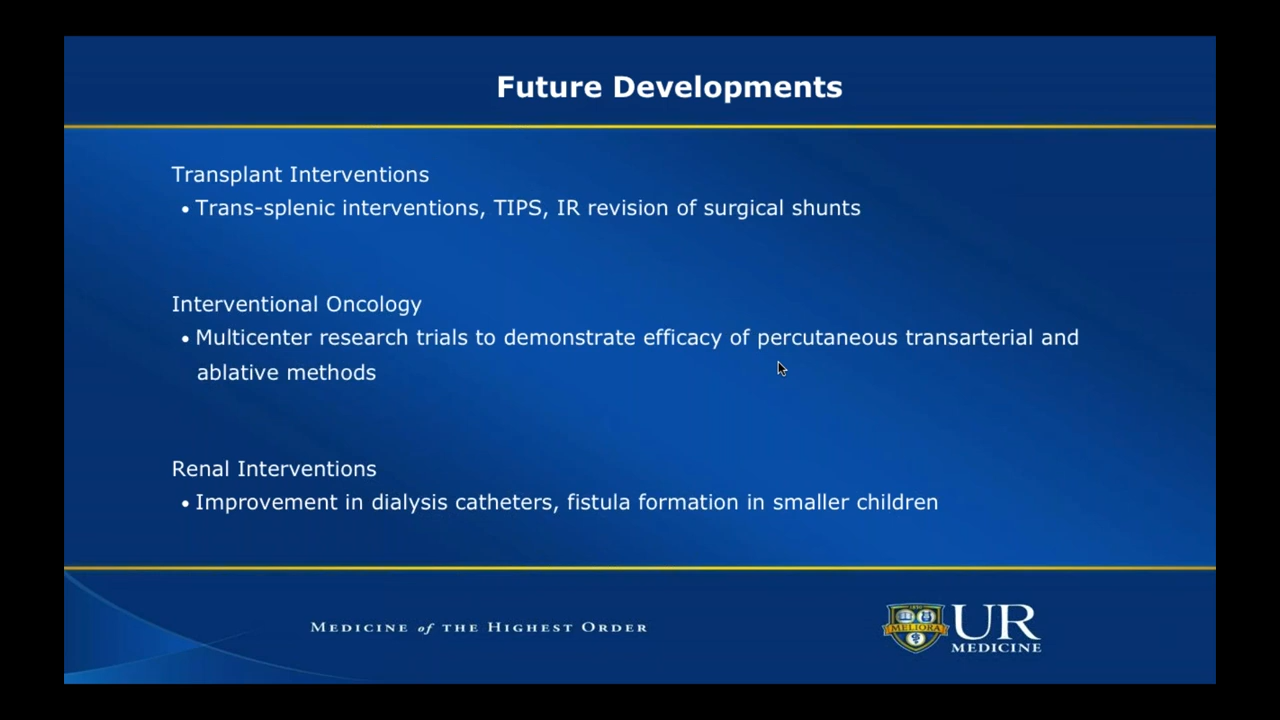 Future Developments
Transplant Interventions
• Trans-splenic interventions, TIPS, IR revision of surgical shunts
Interventional Oncology
• Multicenter research trials to demonstrate efficacy of percutaneous transarterial and
ablative methods
Renal Interventions
• Improvement in dialysis catheters, fistula formation in smaller children
MEDICINE of THE HIGHEST ORDER
MELIORA
UR
MEDICINE